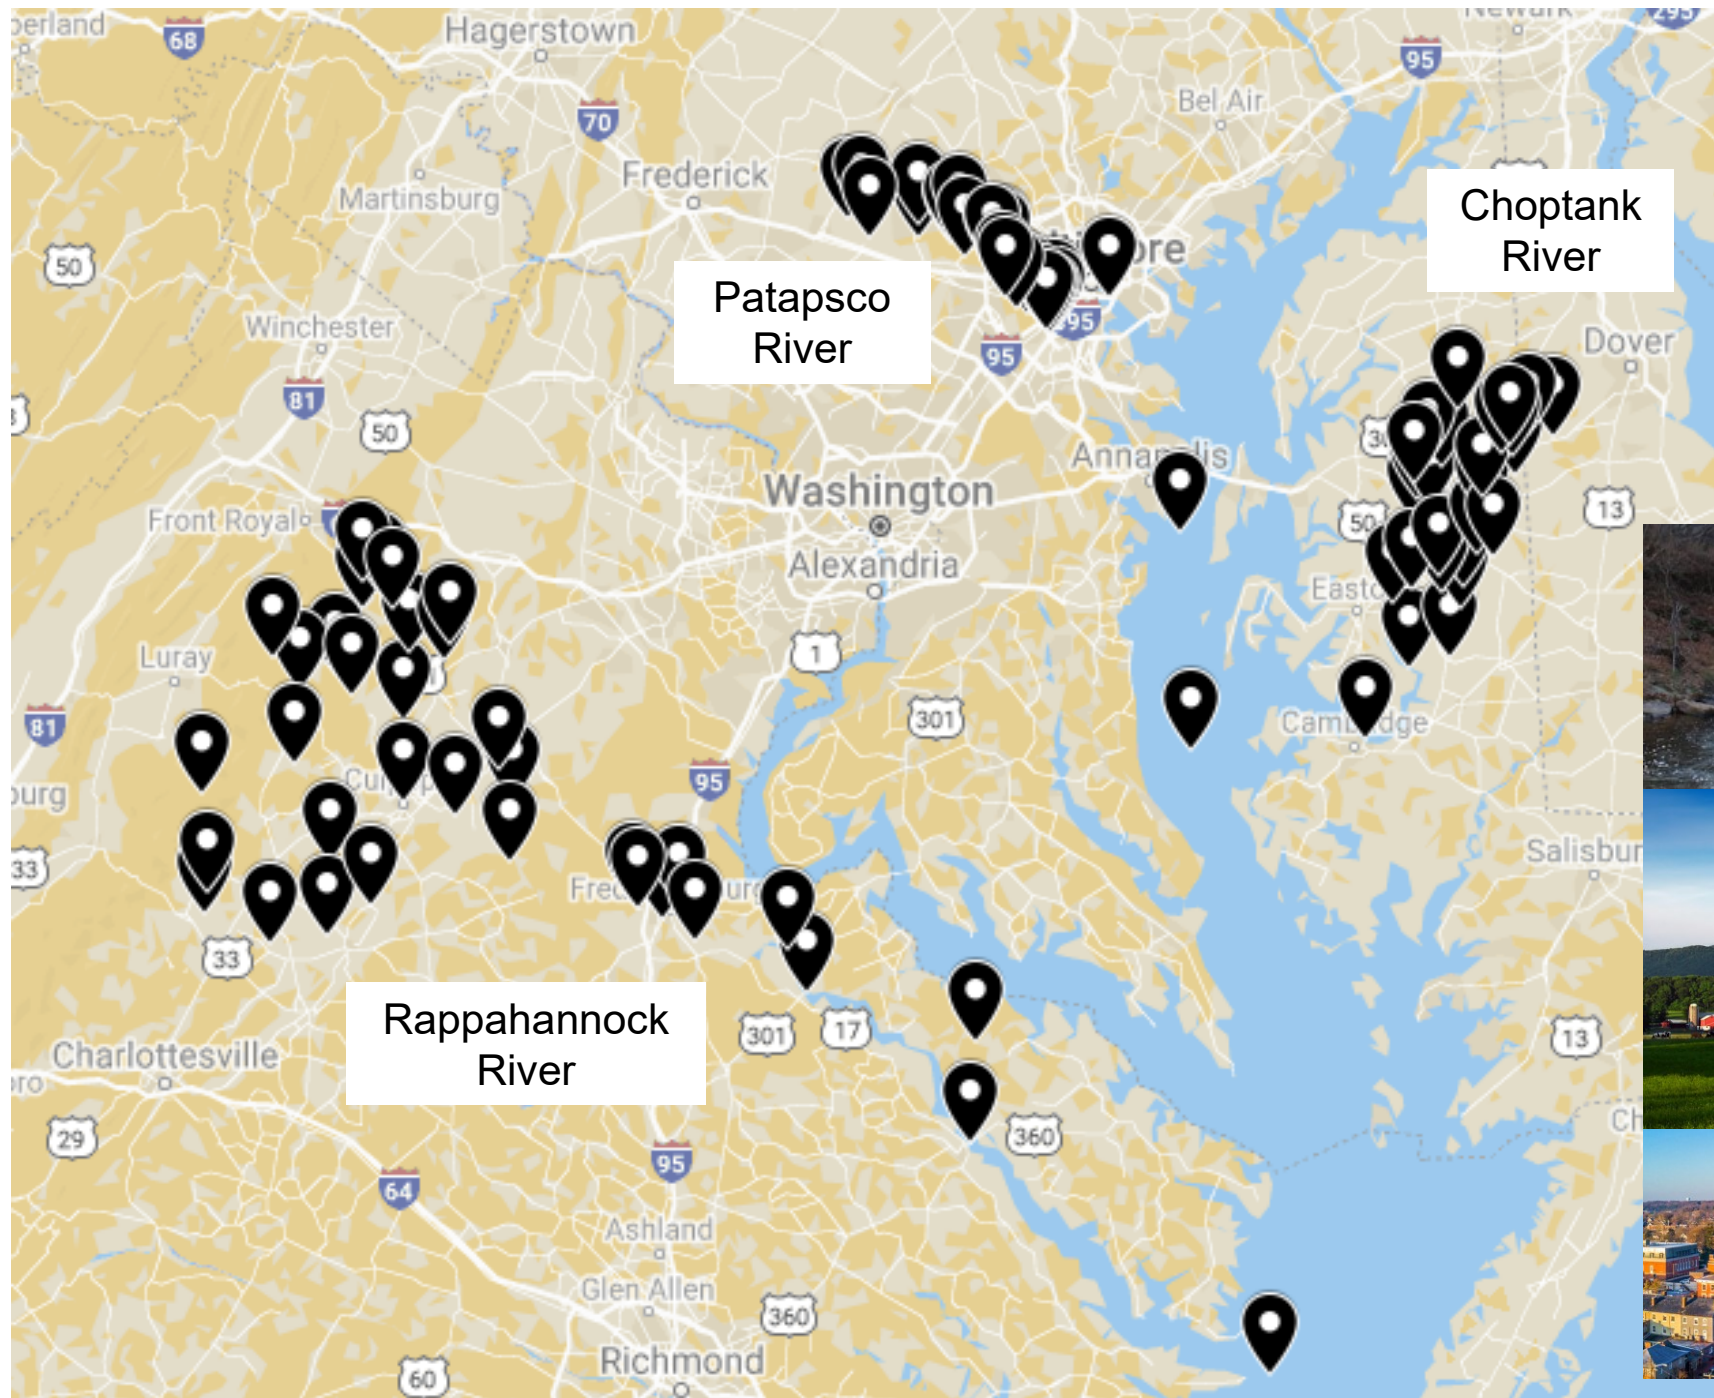 Hagerstown
68
95
70
Bel Air
Frederick
Martinsburg
Choptank
River
50
Patapsco
River
Winchester
95
95
Dover
81
50
Annapolis
Washington
50
13
Front Royal
Alexandria
Luray
1
301
81
Cambridge
95
33
Salisbur
33
Rappahannock
River
301
17
13
Charlottesville
29
360
95
64
Ashland
Glen Allen
360
Richmond
60